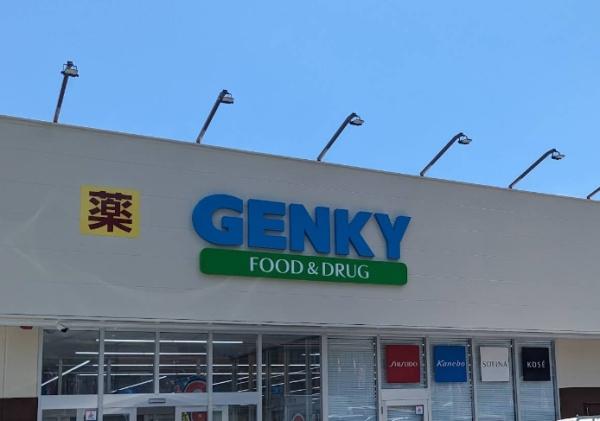 薬
GENKY
FOOD & DRUG
SHISEIDO
Kanebo
SOFINA
KOSÉ